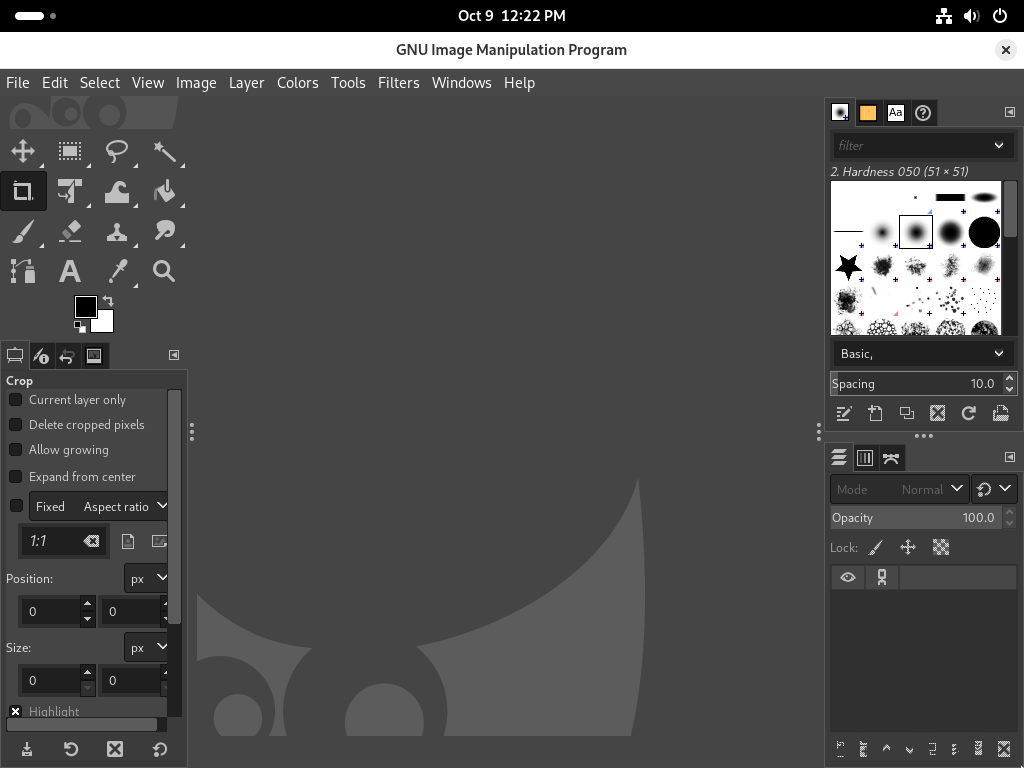 Oct 9 12:22 PM
GNU Image Manipulation Program
File Edit Select View Image Layer Colors Tools Filters Windows Help
Aa
filter
2. Hardness 050 (51 × 51)
Basic,
Spacing 10.0
Crop
Current layer only
Delete cropped pixels
Allow growing
Expand from center
Fixed Aspect ratio
1:1
Position: px
0 0
Size: px
0 0
Highlight
Mode Normal
Opacity 100.0
Lock: